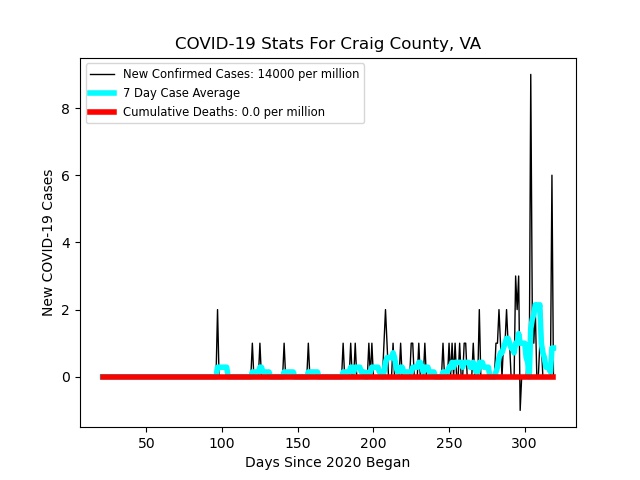 COVID-19 Stats For Craig County, VA
New Confirmed Cases: 14000 per million
7 Day Case Average
Cumulative Deaths: 0.0 per million
New COVID-19 Cases
8
6
4
2
0
50 100 150 200 250 300
Days Since 2020 Began